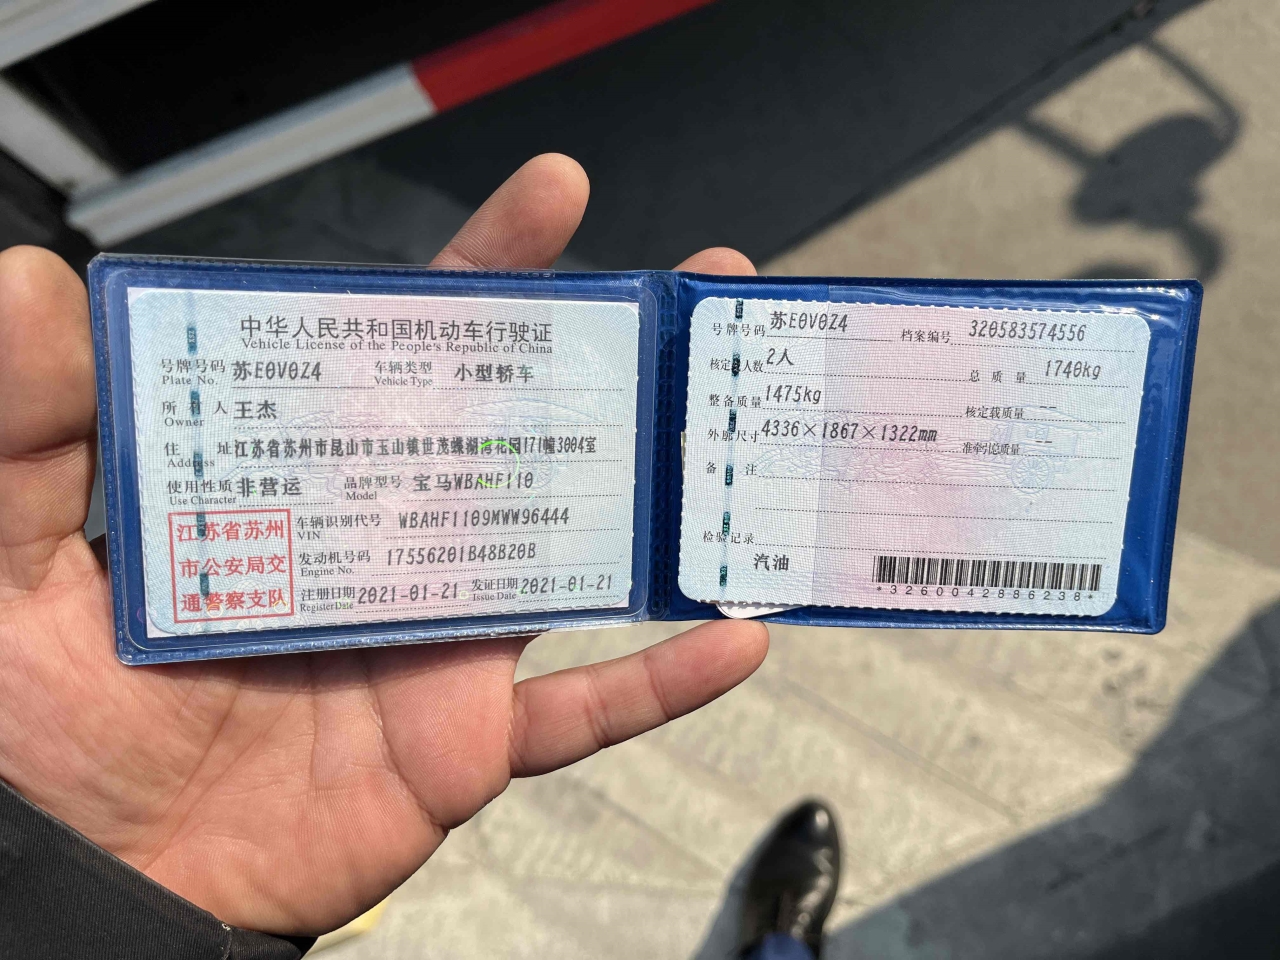 中华人民共和国机动车行驶证
Vehicle License of the People's Republic of China
号牌号码 苏E0V0Z4 车辆类型 小型轿车
Plate No. Vehicle Type
所有人 王杰
Owner
住址 江苏省苏州市昆山市玉山镇世茂蝶湖湾花园171幢3004室
Address
使用性质 非营运 品牌型号 宝马WBAHF110
Use Character Model
江苏省苏州
市公安局交
通警察支队
车辆识别代号 WBAHF1109MWW96444
VIN
发动机号码 17556201B48B20B
Engine No.
注册日期 2021-01-21 发证日期 2021-01-21
Register Date Issue Date
号牌号码 苏E0V0Z4 档案编号 320583574556
核定人数 2人 总质量 1740kg
整备质量 1475kg 核定载质量 --
外廓尺寸 4336×1867×1322mm 准牵引总质量 --
备注
检验记录
汽油
*3260042886238*